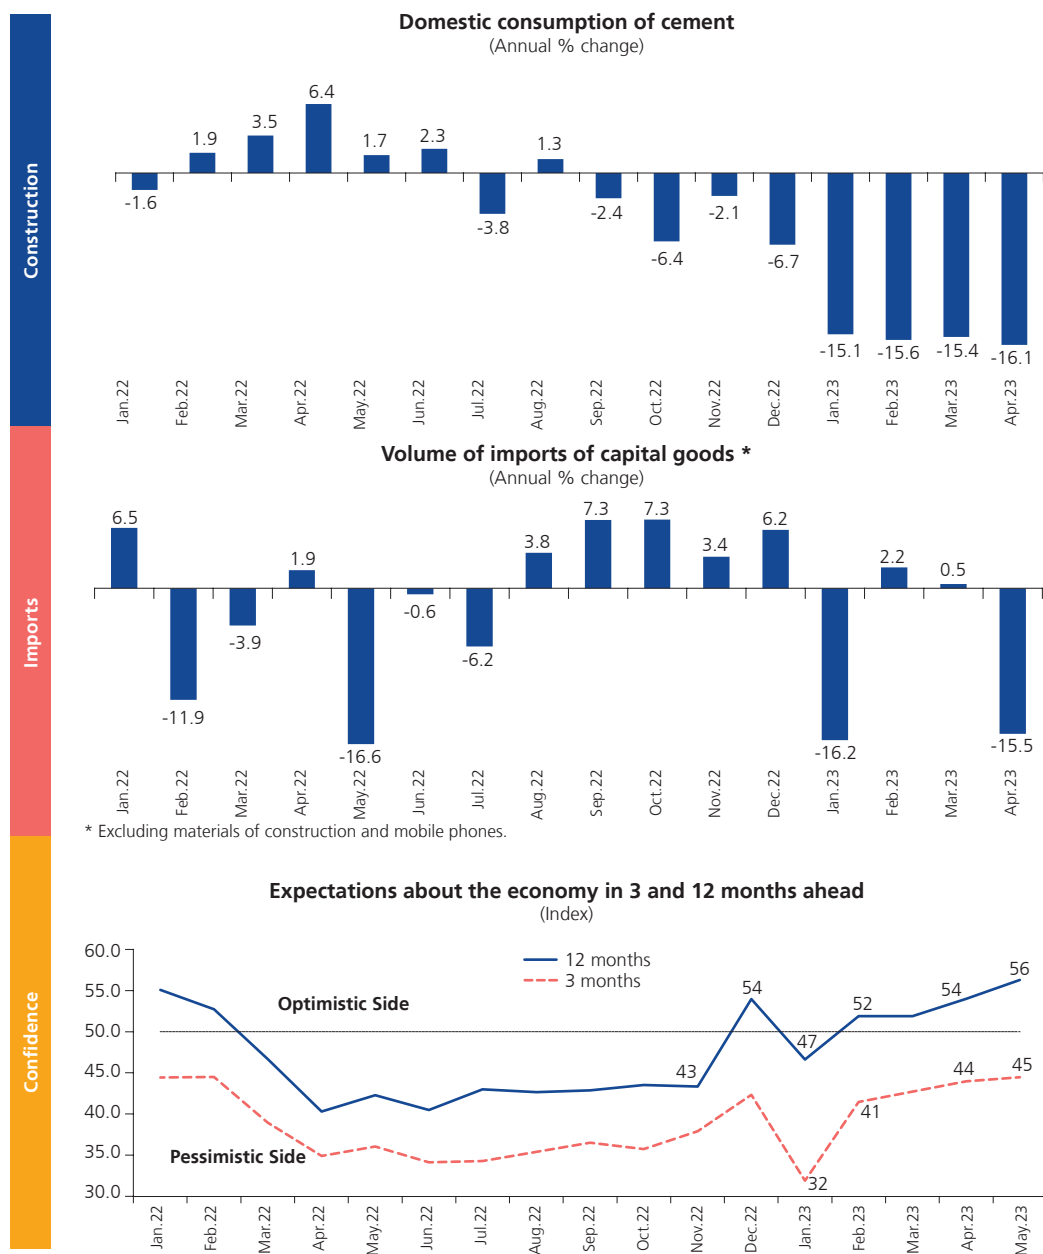 Construction
Domestic consumption of cement
(Annual % change)
-1.6
1.9
3.5
6.4
1.7
2.3
-3.8
1.3
-2.4
-6.4
-2.1
-6.7
-15.1
-15.6
-15.4
-16.1
Jan.22
Feb.22
Mar.22
Apr.22
May.22
Jun.22
Jul.22
Aug.22
Sep.22
Oct.22
Nov.22
Dec.22
Jan.23
Feb.23
Mar.23
Apr.23
Imports
Volume of imports of capital goods *
(Annual % change)
6.5
-11.9
-3.9
1.9
-16.6
-0.6
-6.2
3.8
7.3
7.3
3.4
6.2
-16.2
2.2
0.5
-15.5
Jan.22
Feb.22
Mar.22
Apr.22
May.22
Jun.22
Jul.22
Aug.22
Sep.22
Oct.22
Nov.22
Dec.22
Jan.23
Feb.23
Mar.23
Apr.23
* Excluding materials of construction and mobile phones.
Confidence
Expectations about the economy in 3 and 12 months ahead
(Index)
12 months
3 months
60.0
55.0
50.0
45.0
40.0
35.0
30.0
Optimistic Side
Pessimistic Side
43
54
47
52
54
56
32
41
44
45
Jan.22
Feb.22
Mar.22
Apr.22
May.22
Jun.22
Jul.22
Aug.22
Sep.22
Oct.22
Nov.22
Dec.22
Jan.23
Feb.23
Mar.23
Apr.23
May.23